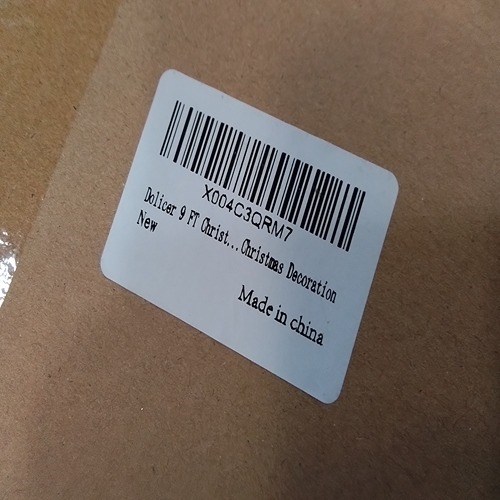 X004C3QRM7
Dolicer 9 FT Christ...Christmas Decoration
New
Made in china